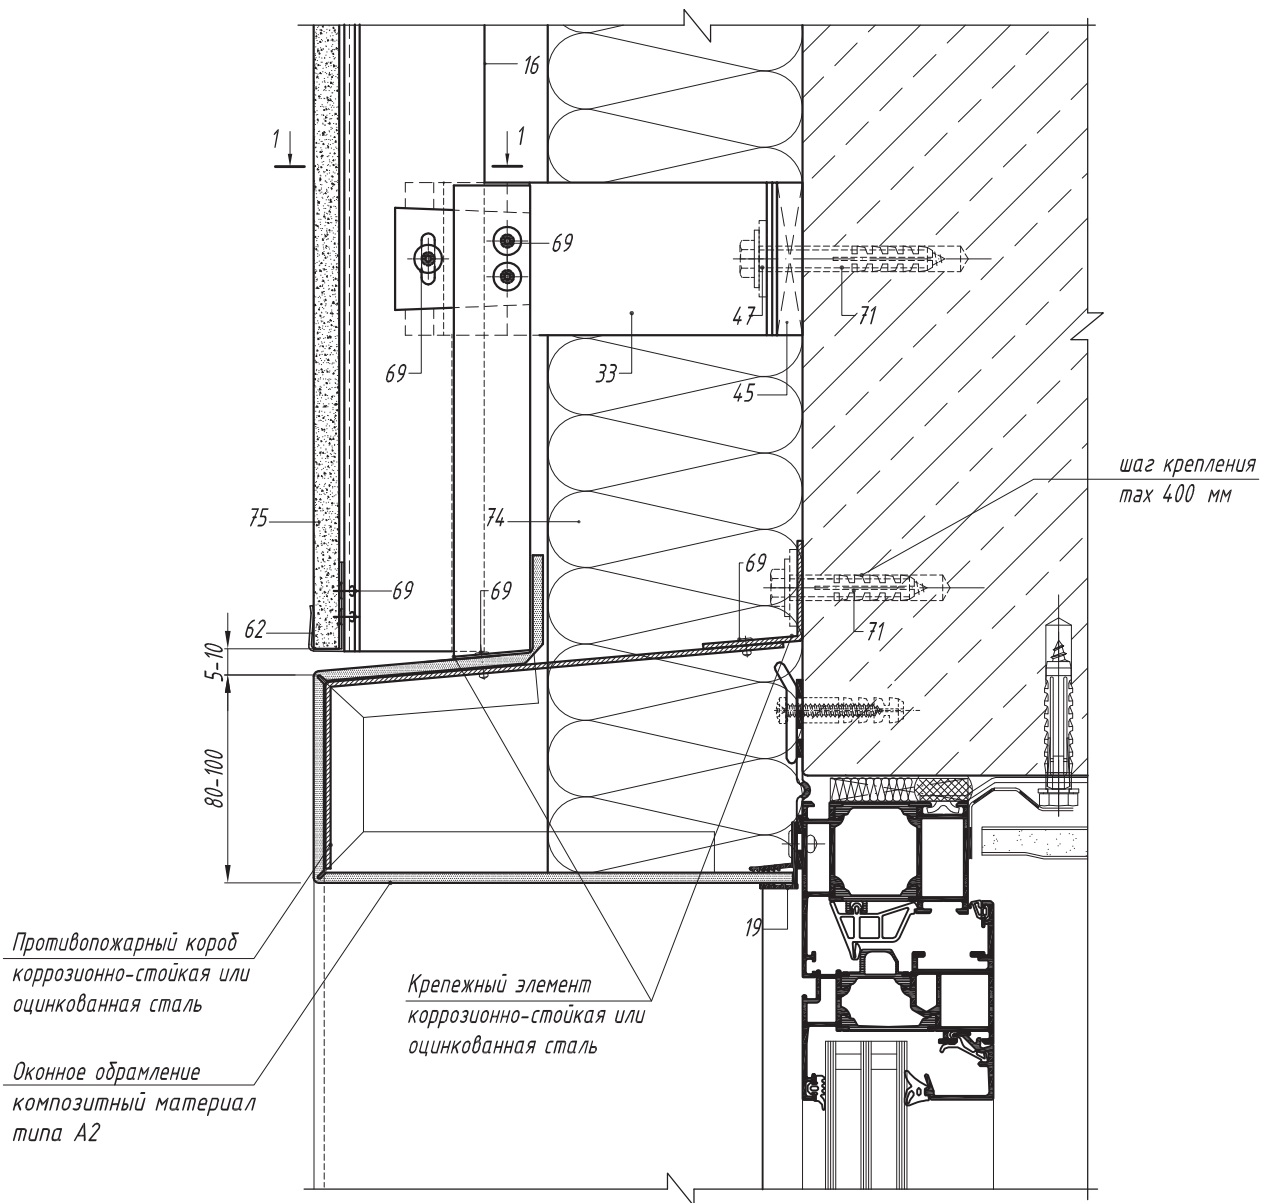 16
1
1
69
47
71
69
33
45
шаг крепления
max 400 мм
75
74
69
69
69
62
71
5-10
80-100
19
Противопожарный короб
коррозионно-стойкая или
оцинкованная сталь
Крепежный элемент
коррозионно-стойкая или
оцинкованная сталь
Оконное обрамление
композитный материал
типа А2